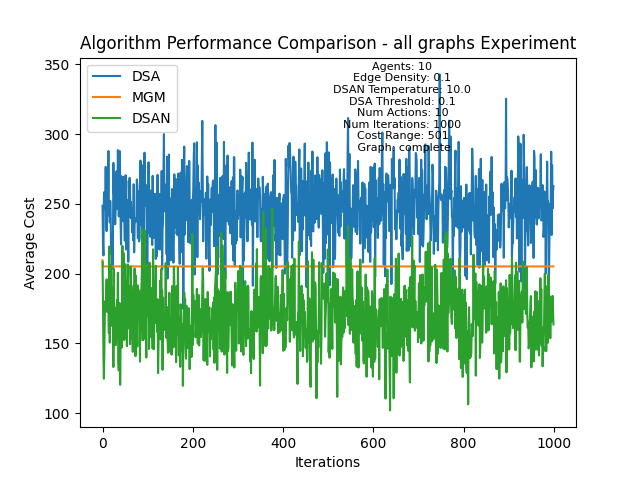 Algorithm Performance Comparison - all graphs Experiment
DSA
MGM
DSAN
Agents: 10
Edge Density: 0.1
DSAN Temperature: 10.0
DSA Threshold: 0.1
Num Actions: 10
Num Iterations: 1000
Cost Range: 501
Graph: complete
350
300
250
200
150
100
Average Cost
0
200
400
600
800
1000
Iterations